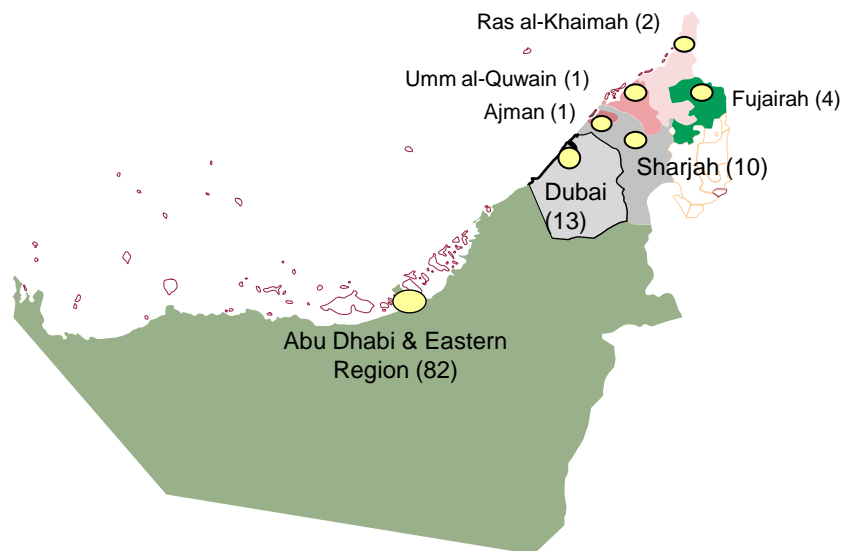 Ras al-Khaimah (2)
Umm al-Quwain (1)
Ajman (1)
Fujairah (4)
Sharjah (10)
Dubai
(13)
Abu Dhabi & Eastern
Region (82)